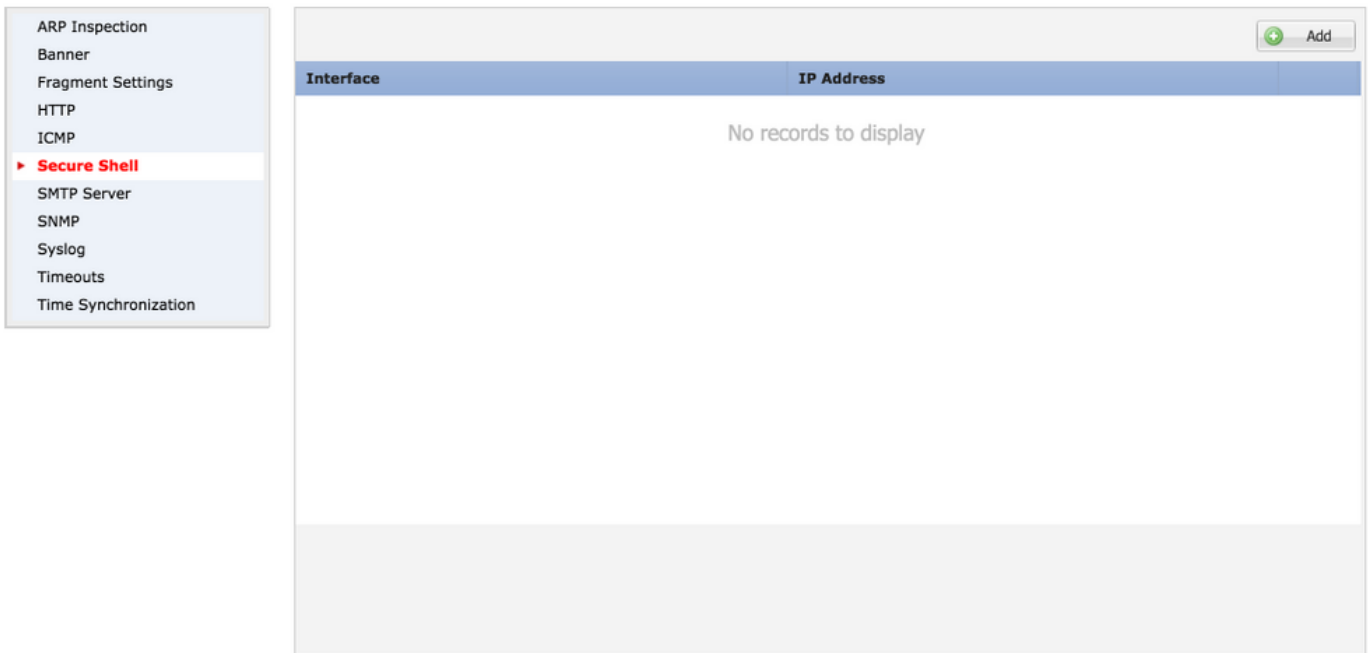 ARP Inspection
Banner
Fragment Settings
HTTP
ICMP
Secure Shell
SMTP Server
SNMP
Syslog
Timeouts
Time Synchronization
Add
Interface IP Address
No records to display